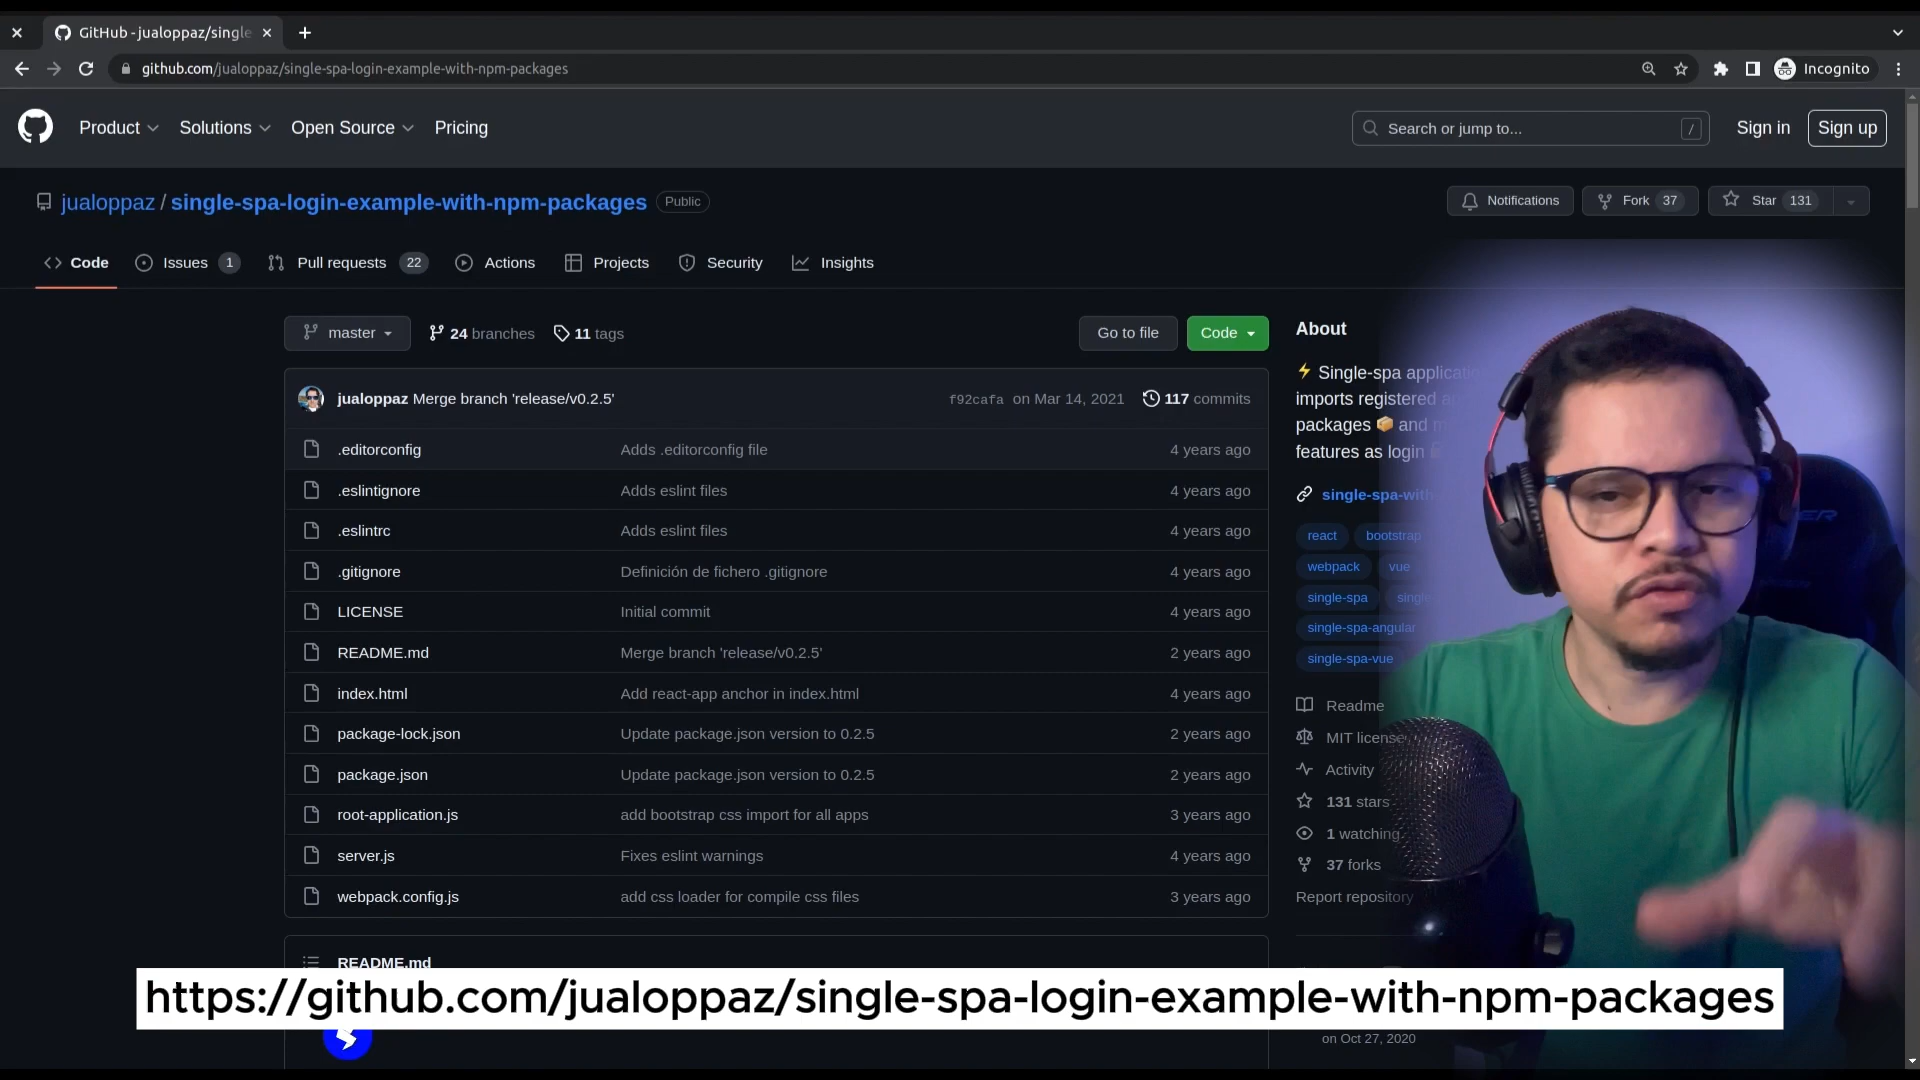 GitHub - jualoppaz/single
github.com/jualoppaz/single-spa-login-example-with-npm-packages
Incognito
Product Solutions Open Source Pricing
Search or jump to... /
Sign in Sign up
jualoppaz / single-spa-login-example-with-npm-packages Public
Notifications Fork 37 Star 131
Code Issues 1 Pull requests 22 Actions Projects Security Insights
master 24 branches 11 tags Go to file Code
jualoppaz Merge branch 'release/v0.2.5' f92cafa on Mar 14, 2021 117 commits
.editorconfig Adds .editorconfig file 4 years ago
.eslintignore Adds eslint files 4 years ago
.eslintrc Adds eslint files 4 years ago
.gitignore Definición de fichero .gitignore 4 years ago
LICENSE Initial commit 4 years ago
README.md Merge branch 'release/v0.2.5' 2 years ago
index.html Add react-app anchor in index.html 4 years ago
package-lock.json Update package.json version to 0.2.5 2 years ago
package.json Update package.json version to 0.2.5 2 years ago
root-application.js add bootstrap css import for all apps 3 years ago
server.js Fixes eslint warnings 4 years ago
webpack.config.js add css loader for compile css files 3 years ago
README.md
About
Single-spa application
imports registered
packages and
features as login
single-spa-with
react bootstrap
webpack vue
single-spa single
single-spa-angular
single-spa-vue
Readme
MIT license
Activity
131 stars
1 watching
37 forks
Report repository
https://github.com/jualoppaz/single-spa-login-example-with-npm-packages
on Oct 27, 2020